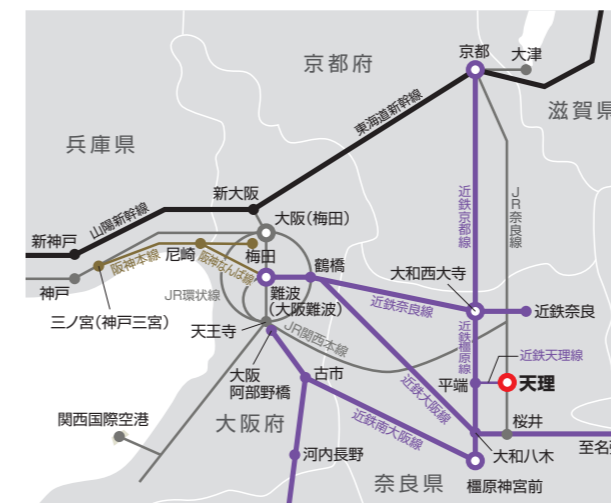 京都
大津
京都府
滋賀県
東海道新幹線
兵庫県
新大阪
山陽新幹線
近鉄京都線
JR奈良線
大阪(梅田)
新神戸
尼崎
梅田
鶴橋
阪神本線
阪神なんば線
大和西大寺
神戸
JR環状線
難波
(大阪難波)
近鉄奈良線
近鉄奈良
三ノ宮(神戸三宮)
天王寺
JR関西本線
近鉄橿原線
近鉄天理線
大阪
阿部野橋
古市
近鉄大阪線
平端
天理
関西国際空港
大阪府
近鉄南大阪線
桜井
大和八木
至名張
河内長野
奈良県
橿原神宮前